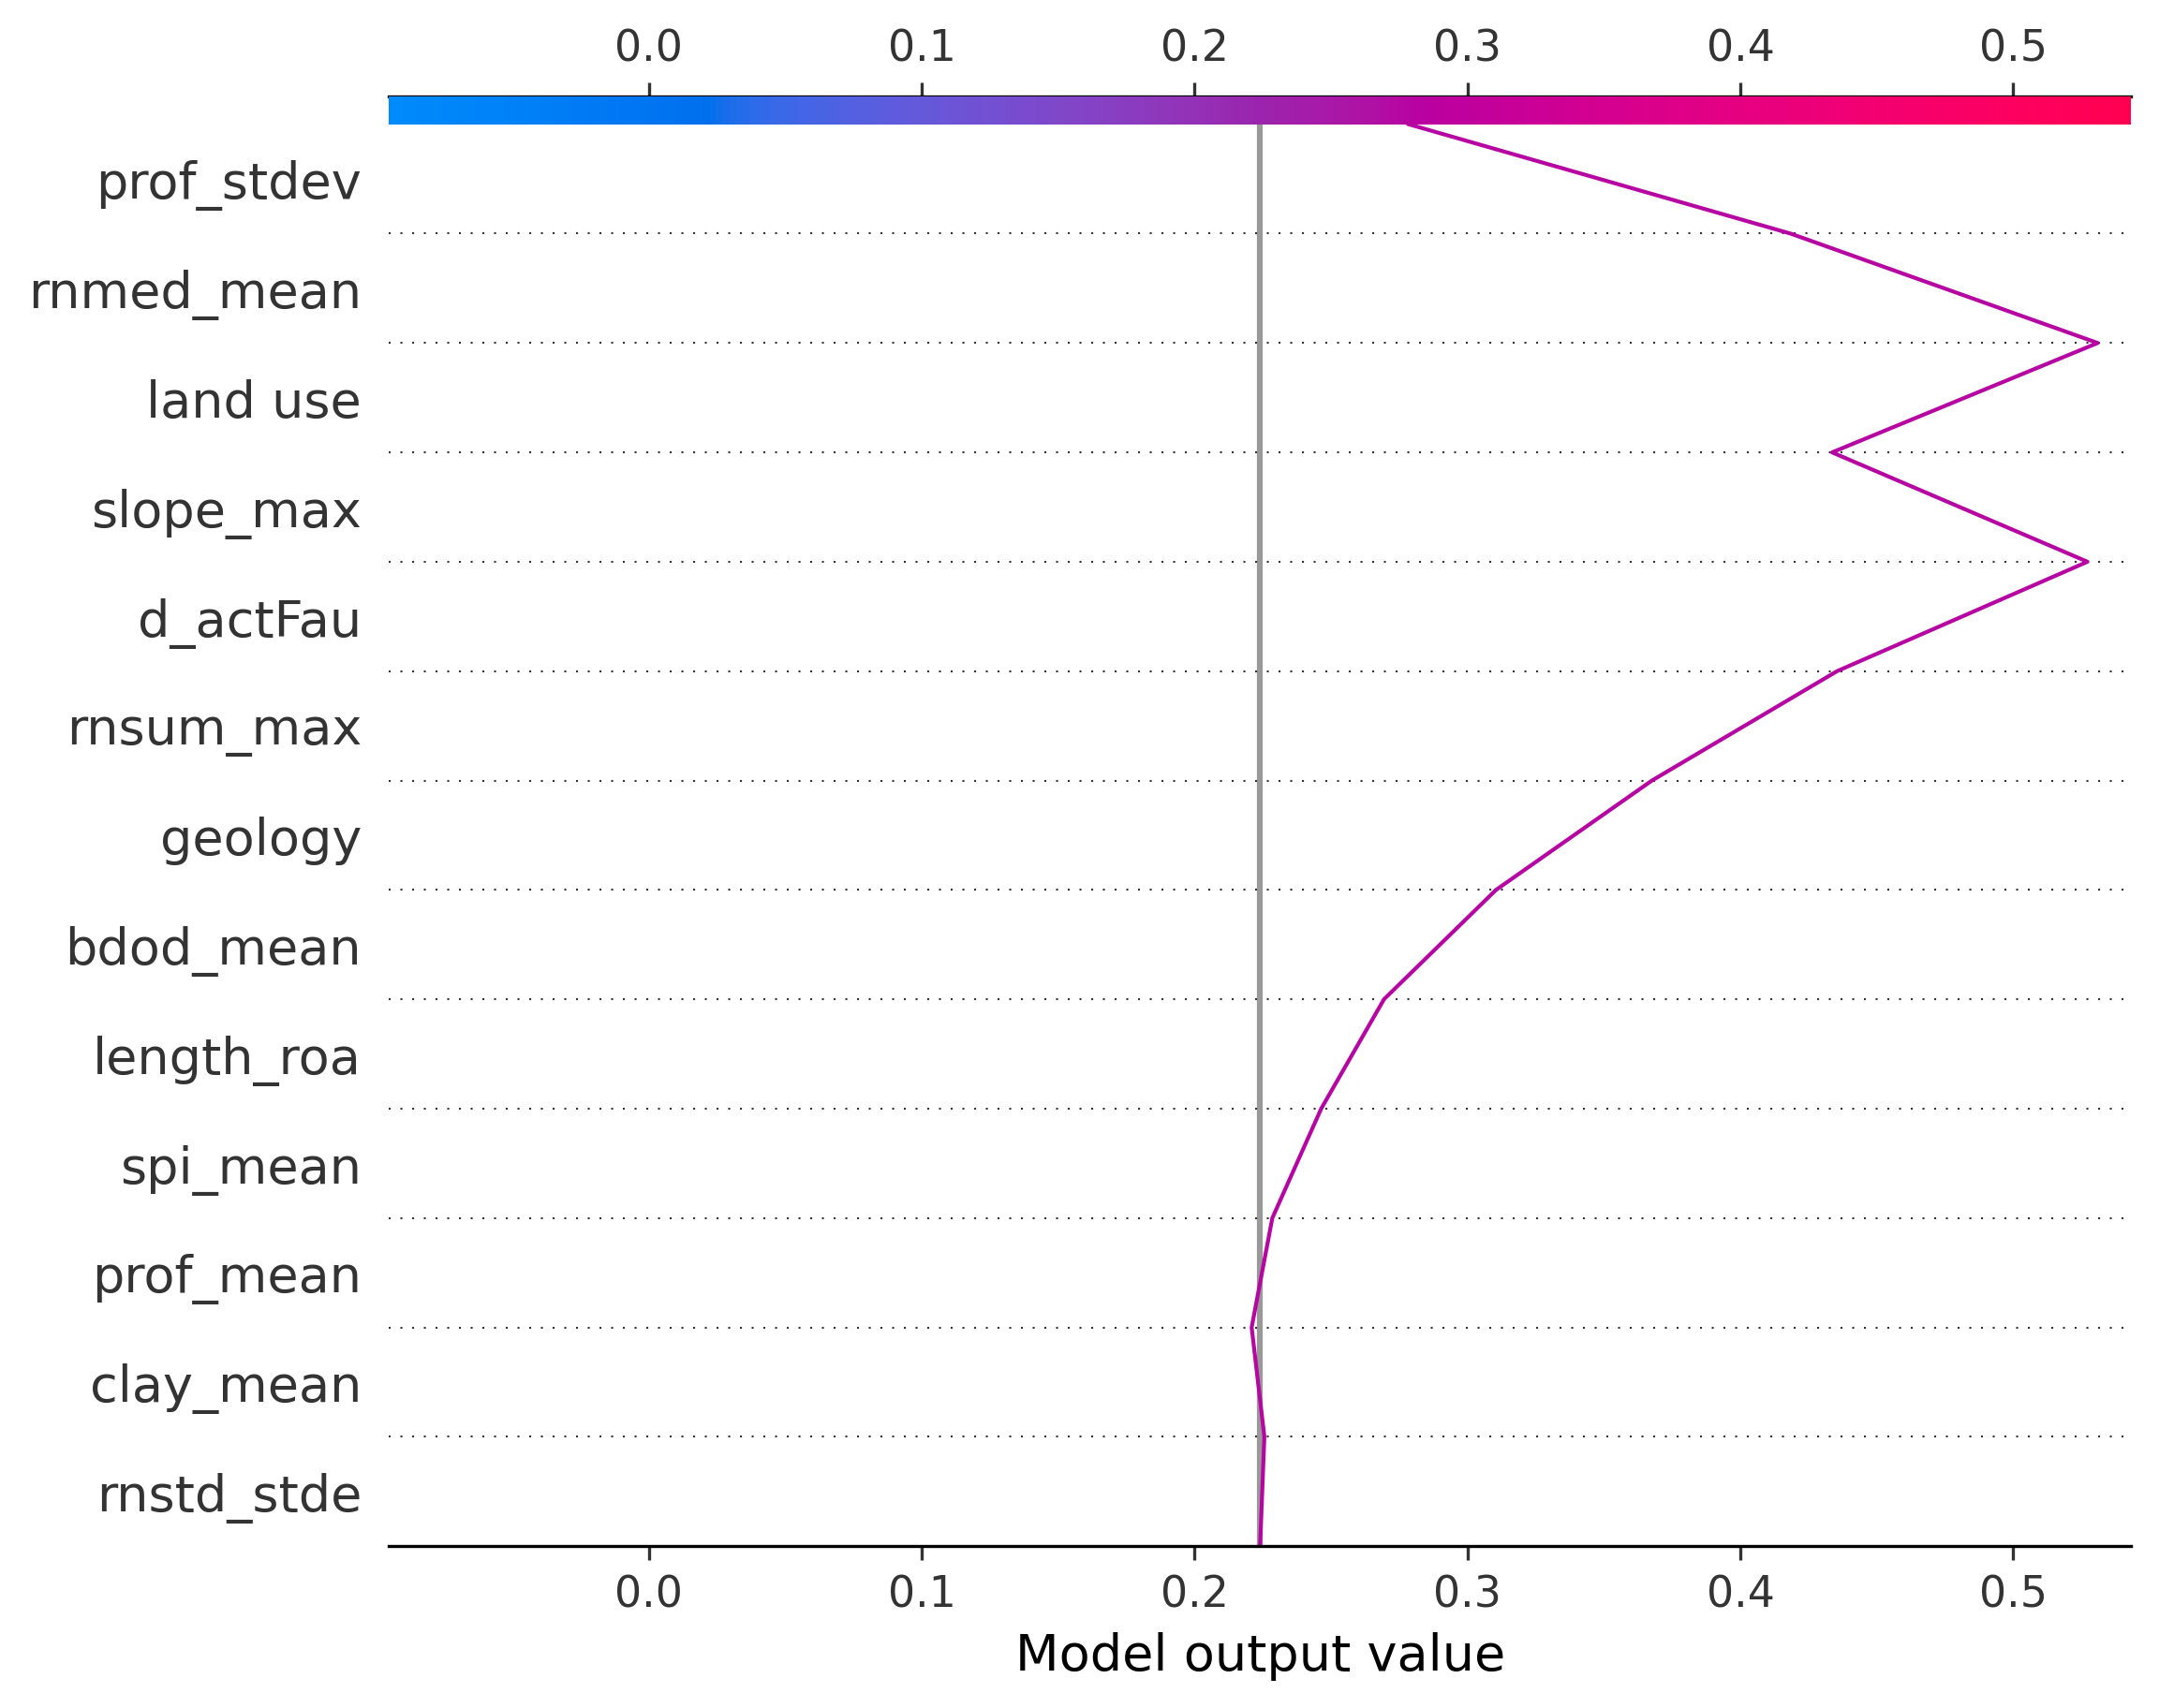 0.0 0.1 0.2 0.3 0.4 0.5
prof_stdev
rnmed_mean
land use
slope_max
d_actFau
rnsum_max
geology
bdod_mean
length_roa
spi_mean
prof_mean
clay_mean
rnstd_stde
0.0 0.1 0.2 0.3 0.4 0.5
Model output value